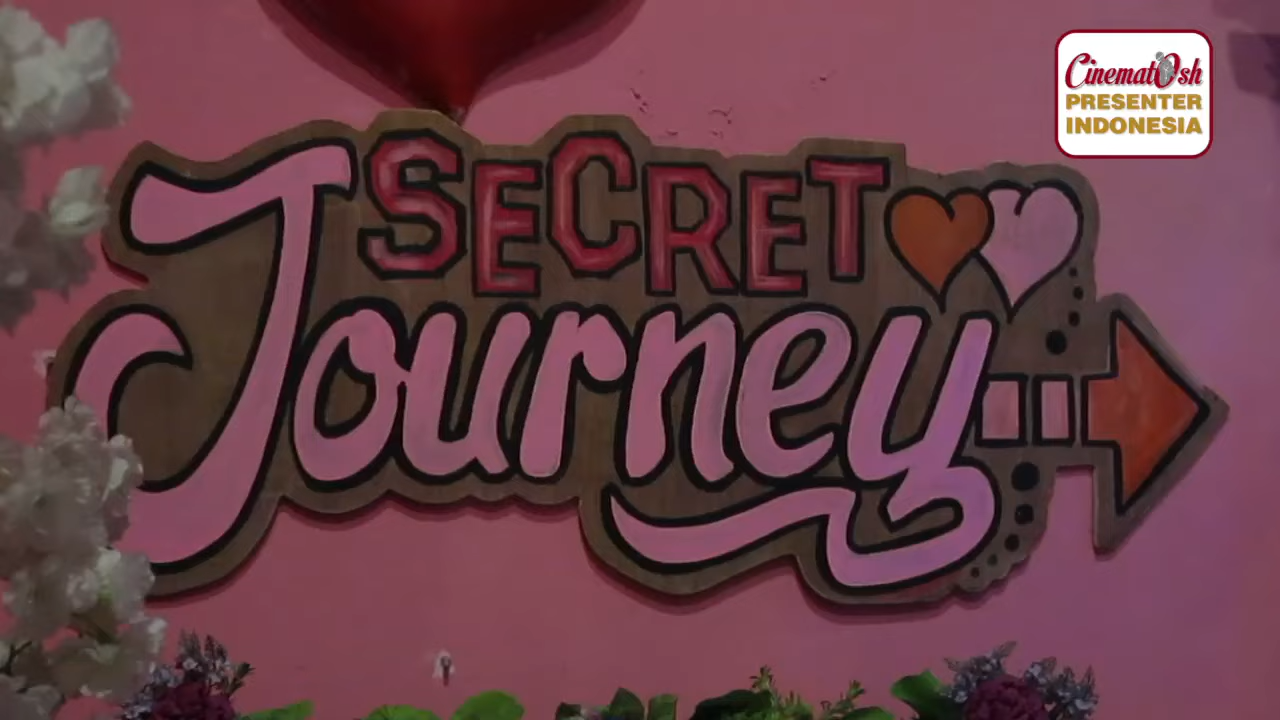 SECRET
Journey
CinematOsh
PRESENTER
INDONESIA